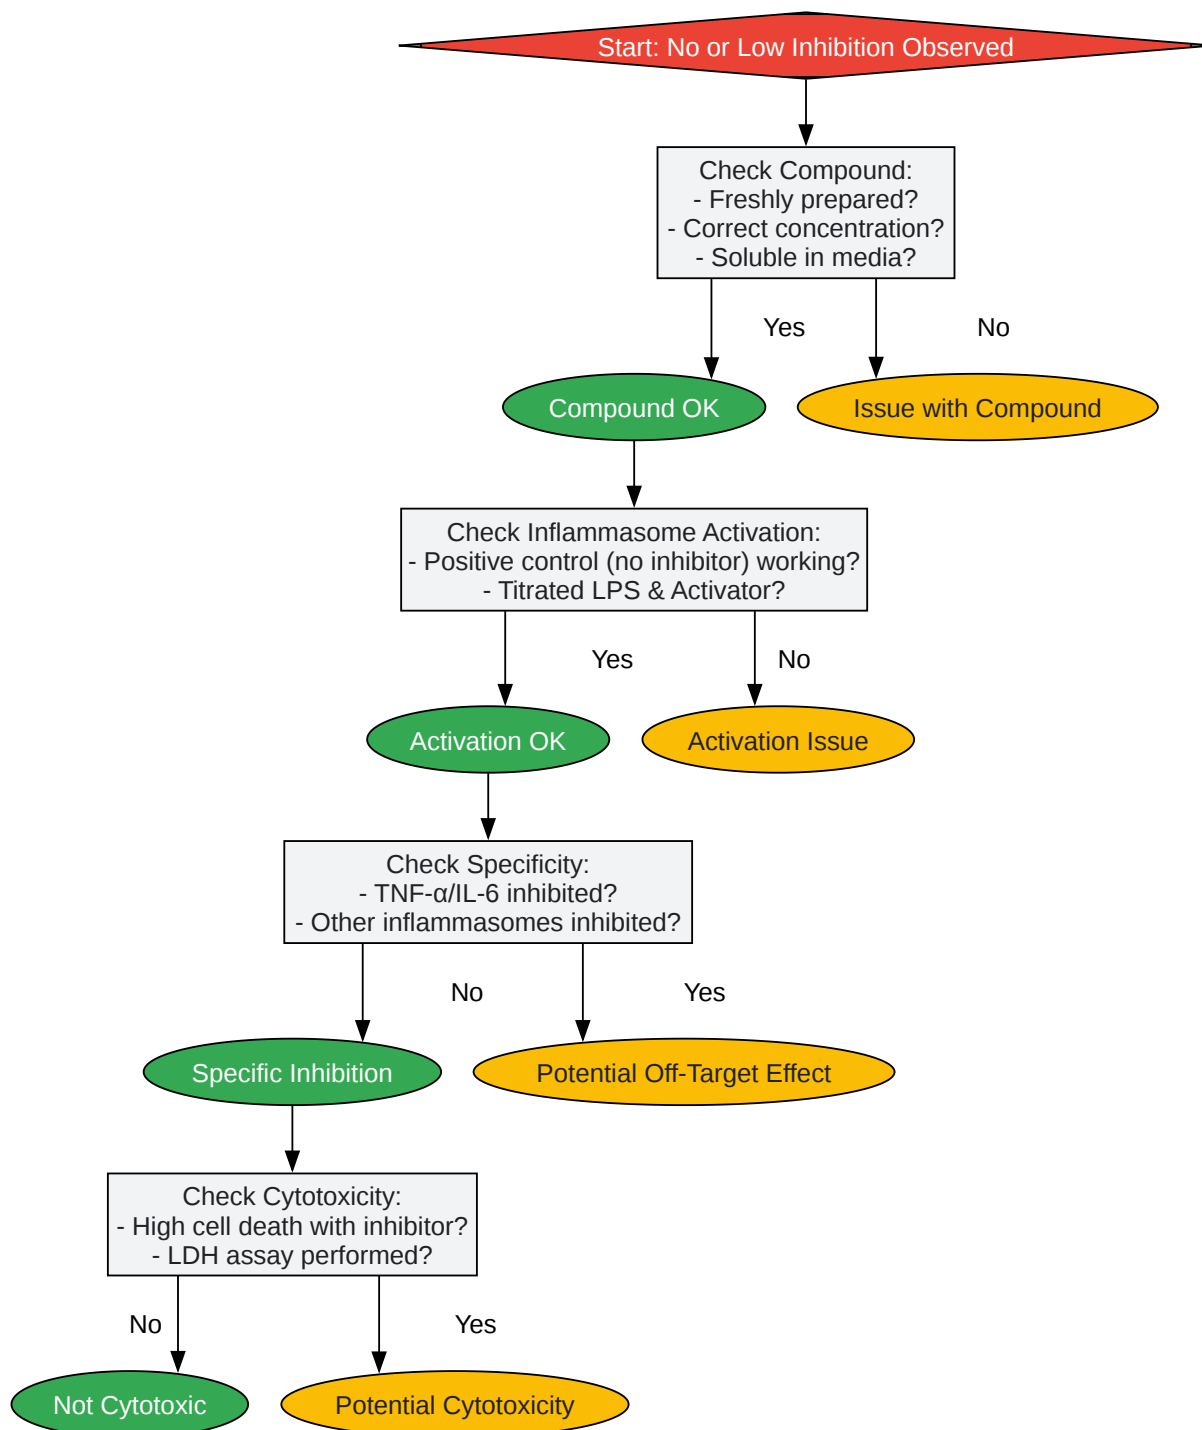 Start: No or Low Inhibition Observed
Check Compound:
- Freshly prepared?
- Correct concentration?
- Soluble in media?
Yes
No
Compound OK
Issue with Compound
Check Inflammasome Activation:
- Positive control (no inhibitor) working?
- Titrated LPS & Activator?
Yes
No
Activation OK
Activation Issue
Check Specificity:
- TNF-α/IL-6 inhibited?
- Other inflammasomes inhibited?
No
Yes
Specific Inhibition
Potential Off-Target Effect
Check Cytotoxicity:
- High cell death with inhibitor?
- LDH assay performed?
No
Yes
Not Cytotoxic
Potential Cytotoxicity